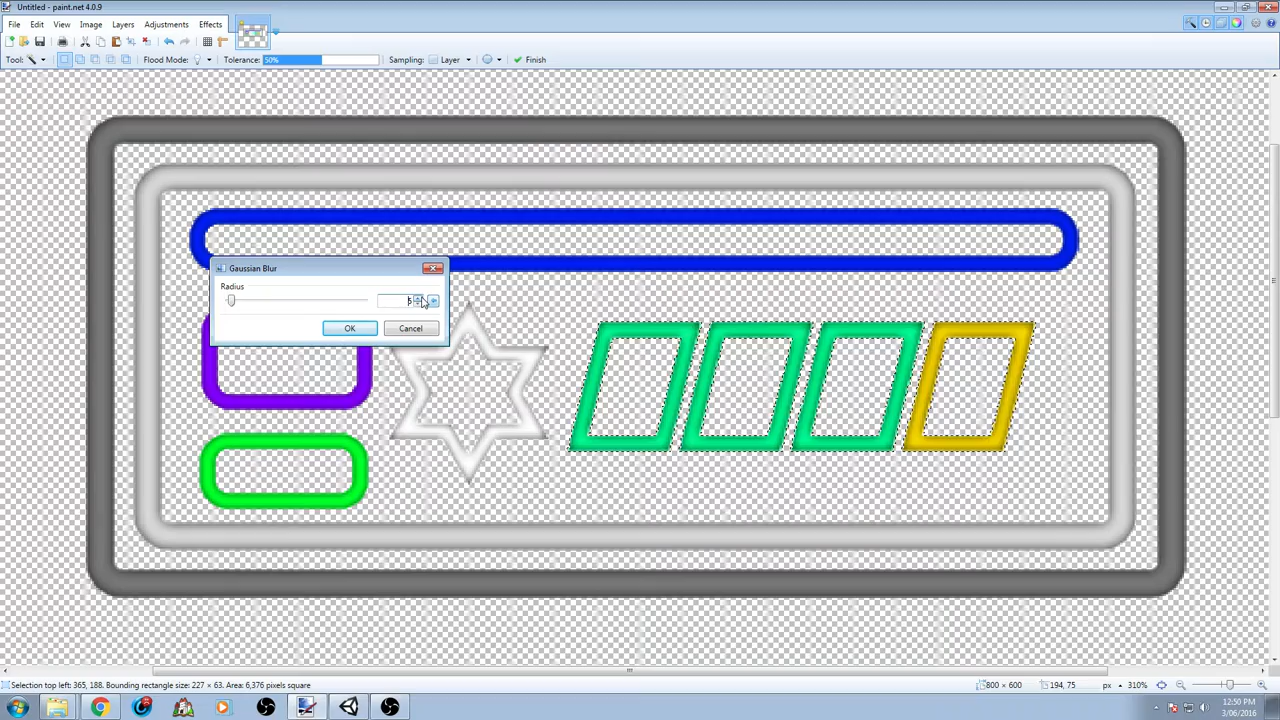 Untitled - paint.net 4.0.9
File Edit View Image Layers Adjustments Effects
Tool: Flood Mode: Tolerance: 50% Sampling: Layer Finish
Gaussian Blur
Radius
5
OK Cancel
Selection top left: 365, 188. Bounding rectangle size: 227 × 63. Area: 6,376 pixels square 800 × 600 194, 75 px 310%
12:50 PM
3/06/2016